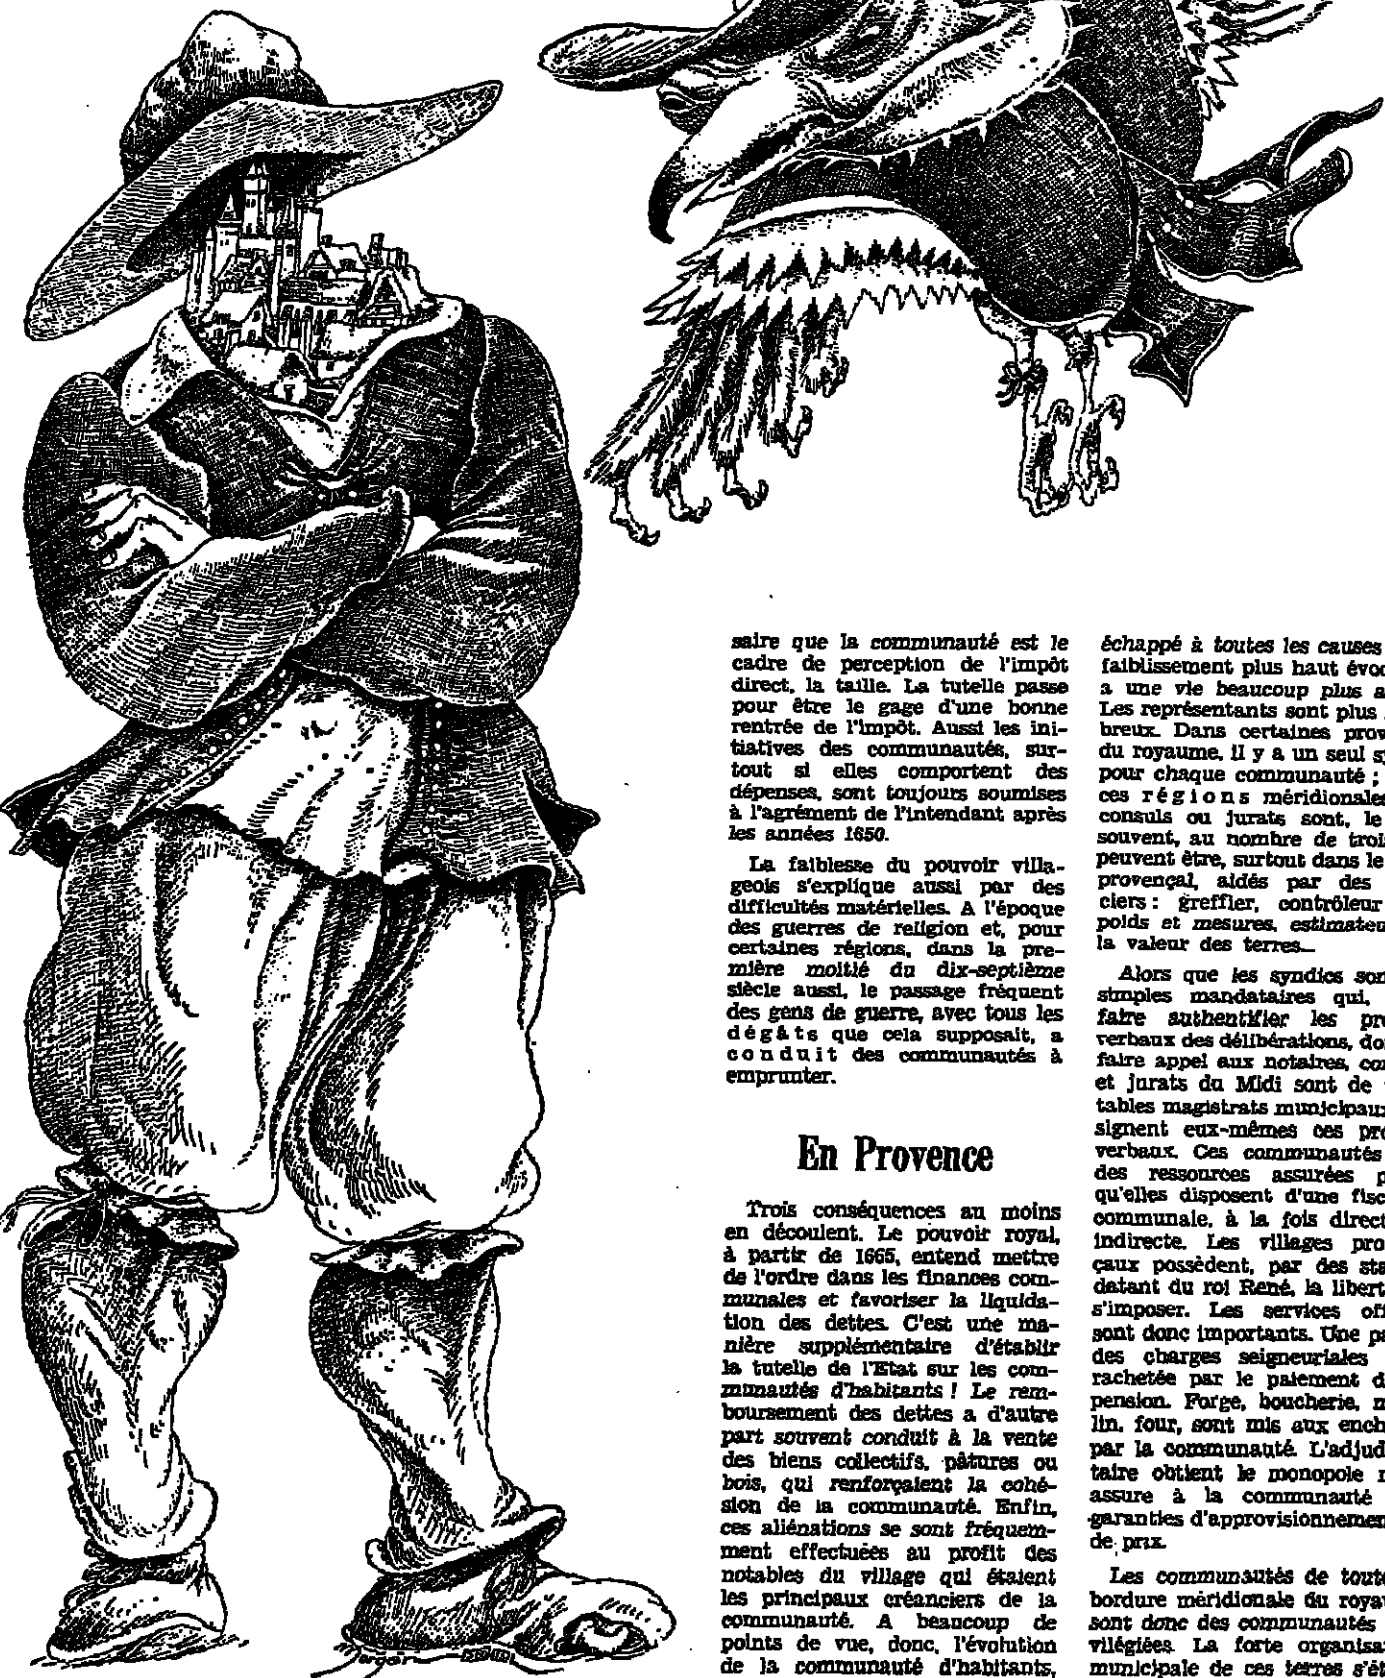 saire que la communauté est le
cadre de perception de l'impôt
direct, la taille. La tutelle passe
pour être le gage d'une bonne
rentrée de l'impôt. Aussi les ini-
tiatives des communautés, sur-
tout si elles comportent des
dépenses, sont toujours soumises
à l'agrément de l'intendant après
les années 1650.
La faiblesse du pouvoir villa-
geois s'explique aussi par des
difficultés matérielles. A l'époque
des guerres de religion et, pour
certaines régions, dans la pre-
mière moitié du dix-septième
siècle aussi, le passage fréquent
des gens de guerre, avec tous les
dégâts que cela supposait, a
conduit des communautés à
emprunter.
En Provence
Trois conséquences au moins
en découlent. Le pouvoir royal,
à partir de 1665, entend mettre
de l'ordre dans les finances com-
munales et favoriser la liquida-
tion des dettes. C'est une ma-
nière supplémentaire d'établir
la tutelle de l'Etat sur les com-
munautés d'habitants ! Le rem-
boursement des dettes a d'autre
part souvent conduit à la vente
des biens collectifs, pâtures ou
bois, qui renforçaient la cohé-
sion de la communauté. Enfin,
ces aliénations se sont fréquem-
ment effectuées au profit des
notables du village qui étaient
les principaux créanciers de la
communauté. A beaucoup de
points de vue, donc, l'évolution
de la communauté d'habitants,
échappé à toutes les causes
faiblissement plus haut évoc
a une vie beaucoup plus a
Les représentants sont plus
breux. Dans certaines prov
du royaume, il y a un seul sy
pour chaque communauté ;
ces régions méridionales
consuls ou jurats sont, le
souvent, au nombre de trois
peuvent être, surtout dans le
provençal, aidés par des
ciers : greffier, contrôleur
poids et mesures, estimateu
la valeur des terres...
Alors que les syndics son
simples mandataires qui,
faire authentifier les pro
verbaux des délibérations, doi
faire appel aux notaires, con
et jurats du Midi sont de v
tables magistrats municipaux
signent eux-mêmes ces pro
verbaux. Ces communautés
des ressources assurées p
qu'elles disposent d'une fisc
communale, à la fois direct
indirecte. Les villages prov
çaux possèdent, par des sta
datant du roi René, la libert
s'imposer. Les services off
sont donc importants. Une pa
des charges seigneuriales
rachetée par le paiement d
pension. Forge, boucherie, m
lin, four, sont mis aux ench
par la communauté. L'adjud
taire obtient le monopole m
assure à la communauté
garanties d'approvisionnemen
de prix.
Les communautés de toute
bordure méridionale du royau
sont donc des communautés
vilégiées. La forte organisa
municipale de ces terres s'ét